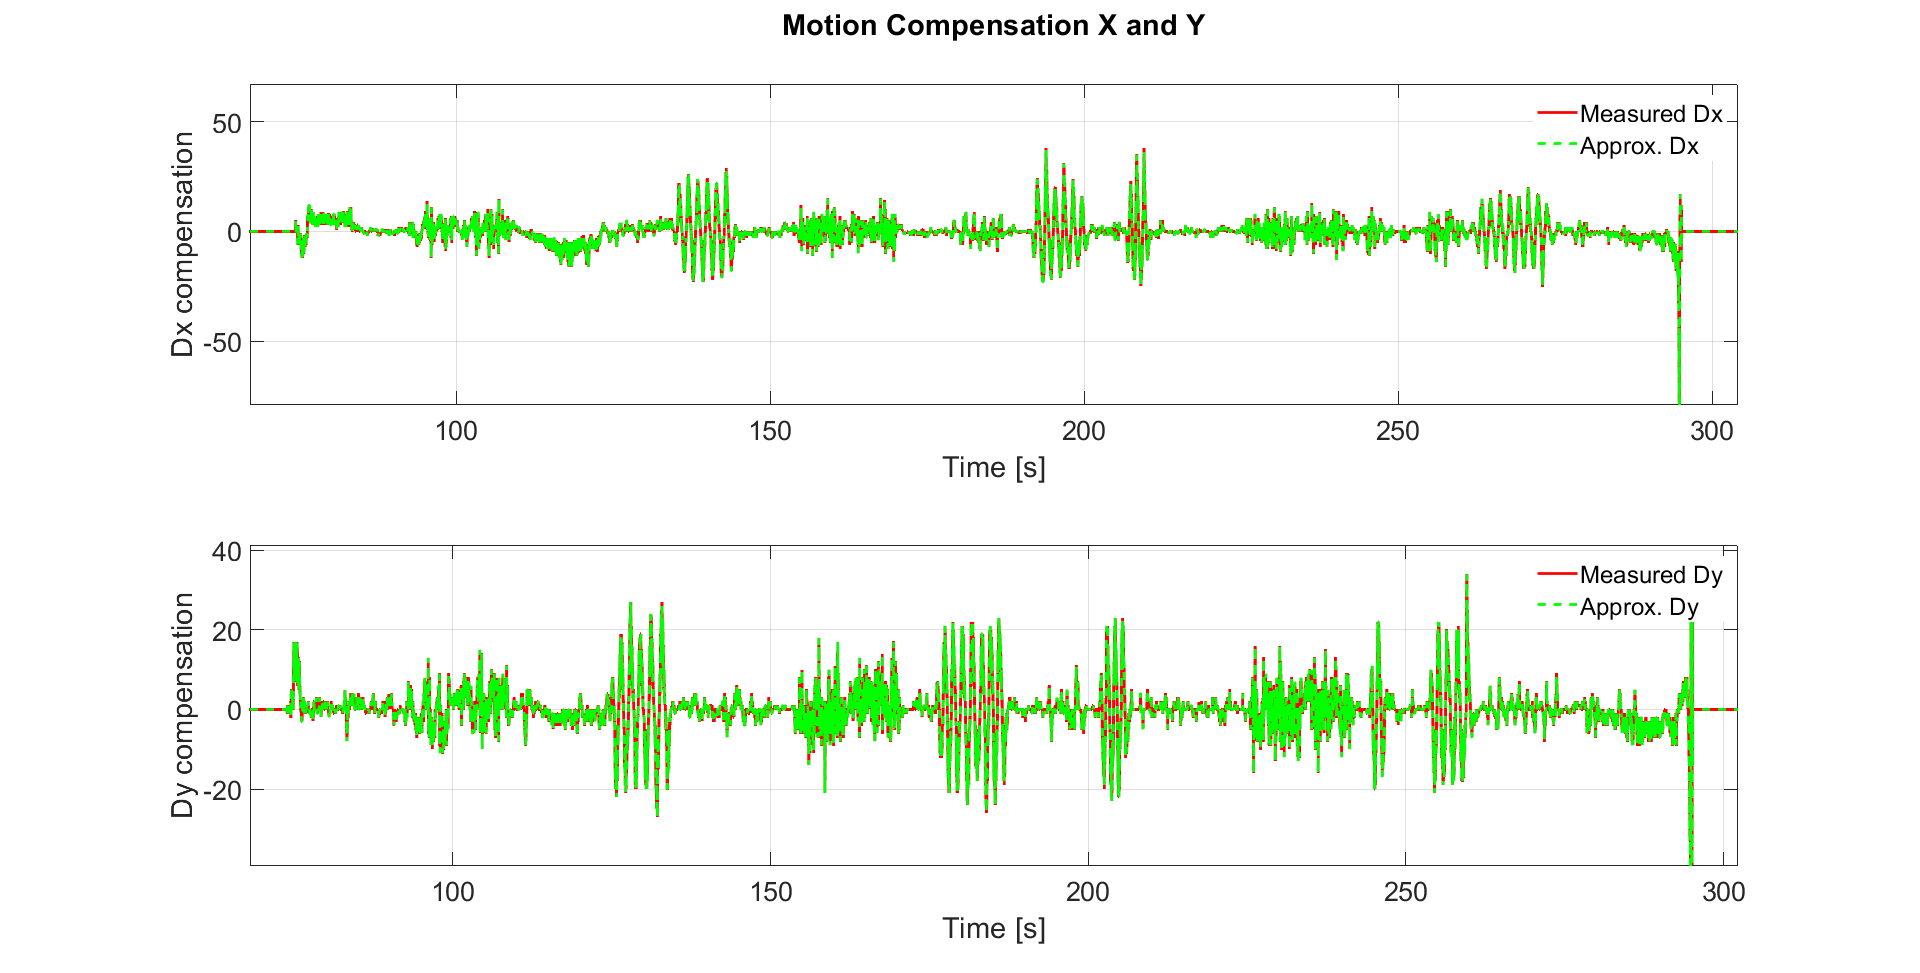 Motion Compensation X and Y
Measured Dx
Approx. Dx
Dx compensation
50
0
-50
100
150
200
250
300
Time [s]
Measured Dy
Approx. Dy
Dy compensation
40
20
0
-20
100
150
200
250
300
Time [s]